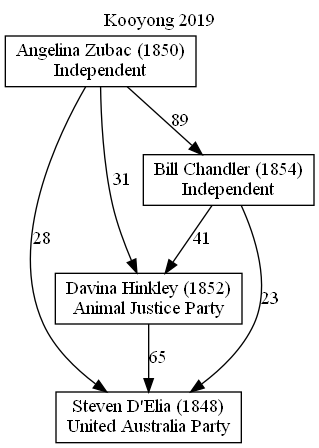 Kooyong 2019
Angelina Zubac (1850)
Independent
89
Bill Chandler (1854)
Independent
31
28
41
23
Davina Hinkley (1852)
Animal Justice Party
65
Steven D'Elia (1848)
United Australia Party